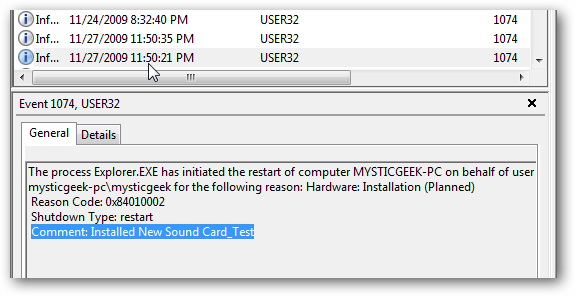 Inf... 11/24/2009 8:32:40 PM USER32 1074
Inf... 11/27/2009 11:50:35 PM USER32 1074
Inf... 11/27/2009 11:50:21 PM USER32 1074
Event 1074, USER32
General Details
The process Explorer.EXE has initiated the restart of computer MYSTICGEEK-PC on behalf of user
mysticgeek-pc\mysticgeek for the following reason: Hardware: Installation (Planned)
Reason Code: 0x84010002
Shutdown Type: restart
Comment: Installed New Sound Card_Test